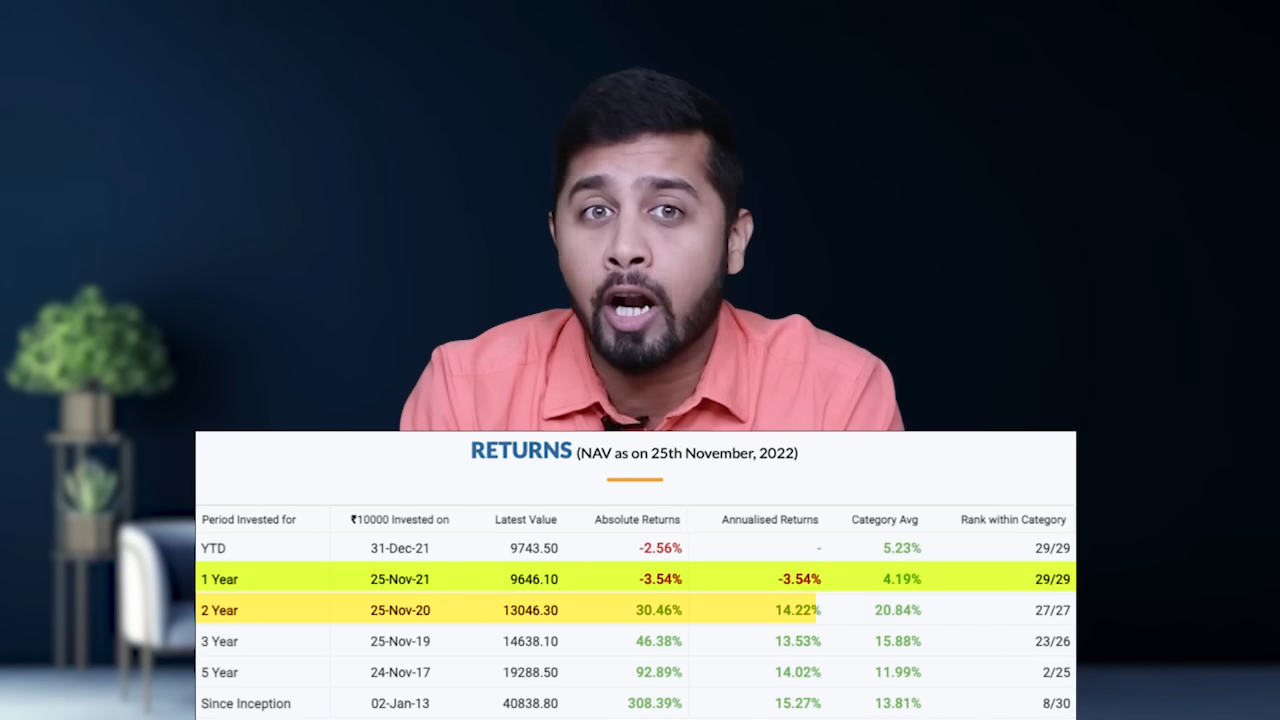 RETURNS (NAV as on 25th November, 2022)
Period Invested for ₹10000 Invested on Latest Value Absolute Returns Annualised Returns Category Avg Rank within Category
YTD 31-Dec-21 9743.50 -2.56% - 5.23% 29/29
1 Year 25-Nov-21 9646.10 -3.54% -3.54% 4.19% 29/29
2 Year 25-Nov-20 13046.30 30.46% 14.22% 20.84% 27/27
3 Year 25-Nov-19 14638.10 46.38% 13.53% 15.88% 23/26
5 Year 24-Nov-17 19288.50 92.89% 14.02% 11.99% 2/25
Since Inception 02-Jan-13 40838.80 308.39% 15.27% 13.81% 8/30